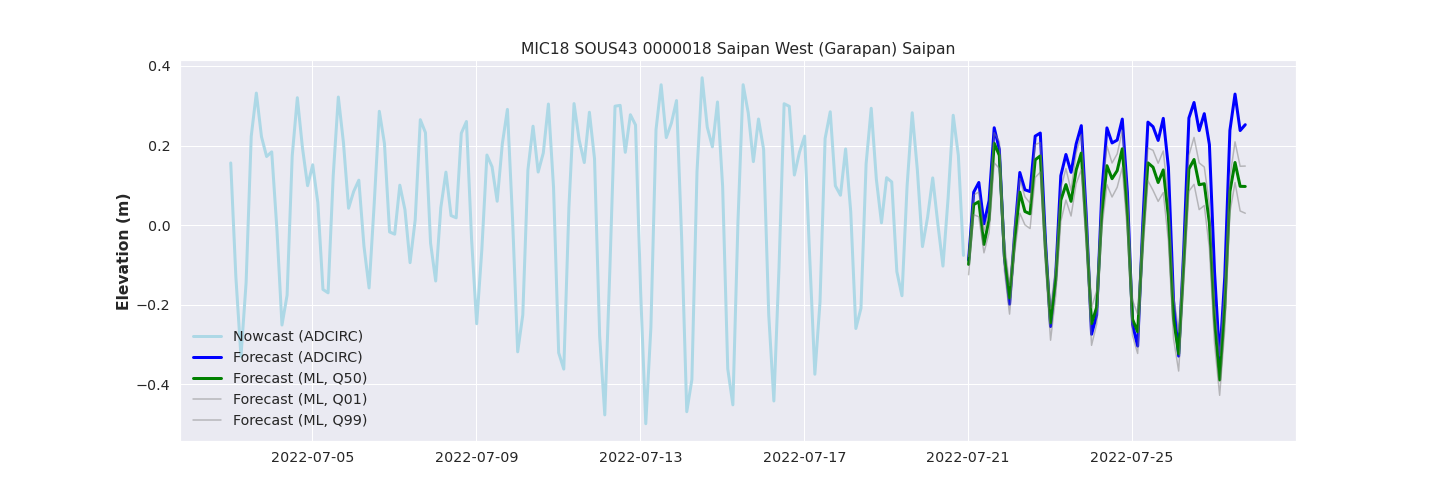 MIC18 SOUS43 0000018 Saipan West (Garapan) Saipan
Elevation (m)
0.4
0.2
0.0
−0.2
−0.4
Nowcast (ADCIRC)
Forecast (ADCIRC)
Forecast (ML, Q50)
Forecast (ML, Q01)
Forecast (ML, Q99)
2022-07-05 2022-07-09 2022-07-13 2022-07-17 2022-07-21 2022-07-25